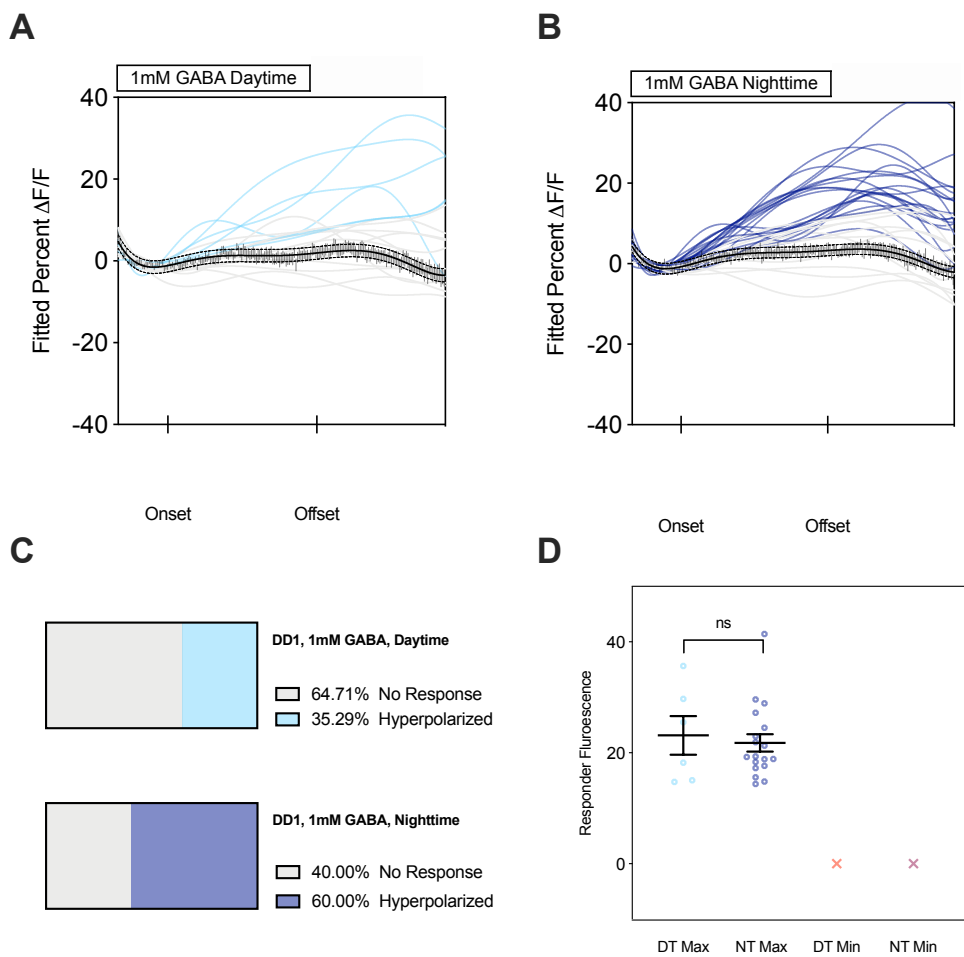 A
1mM GABA Daytime
Fitted Percent ΔF/F
40
20
0
-20
-40
Onset
Offset
B
1mM GABA Nighttime
Fitted Percent ΔF/F
40
20
0
-20
-40
Onset
Offset
C
DD1, 1mM GABA, Daytime
64.71% No Response
35.29% Hyperpolarized
DD1, 1mM GABA, Nighttime
40.00% No Response
60.00% Hyperpolarized
D
Responder Fluroescence
40
20
0
ns
DT Max
NT Max
DT Min
NT Min